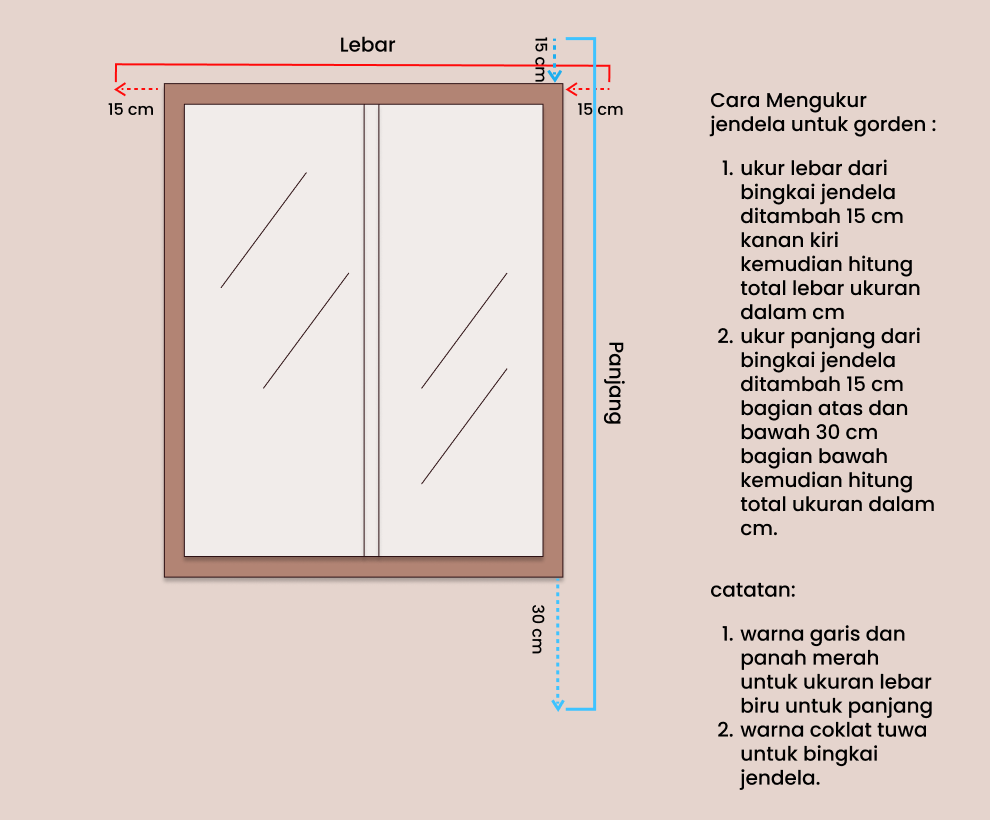 Lebar
15 cm
15 cm
15 cm
Panjang
30 cm
Cara Mengukur
jendela untuk gorden :
1. ukur lebar dari
bingkai jendela
ditambah 15 cm
kanan kiri
kemudian hitung
total lebar ukuran
dalam cm
2. ukur panjang dari
bingkai jendela
ditambah 15 cm
bagian atas dan
bawah 30 cm
bagian bawah
kemudian hitung
total ukuran dalam
cm.
catatan:
1. warna garis dan
panah merah
untuk ukuran lebar
biru untuk panjang
2. warna coklat tuwa
untuk bingkai
jendela.